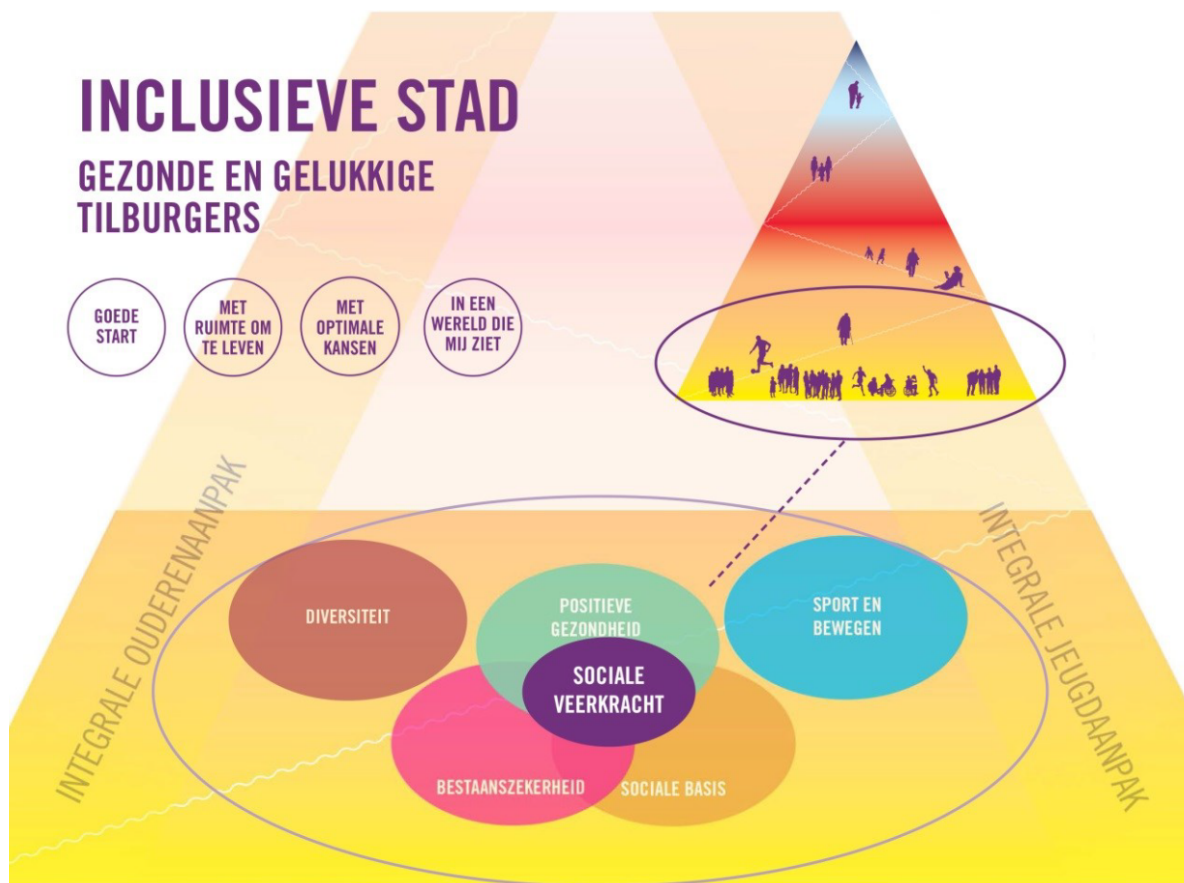 INCLUSIEVE STAD
GEZONDE EN GELUKKIGE
TILBURGERS
GOEDE
START
MET
RUIMTE OM
TE LEVEN
MET
OPTIMALE
KANSEN
IN EEN
WERELD DIE
MIJ ZIET
INTEGRALE OUDERENAANPAK
INTEGRALE JEUGDAANPAK
DIVERSITEIT
POSITIEVE
GEZONDHEID
SPORT EN
BEWEGEN
SOCIALE
VEERKRACHT
BESTAANSZEKERHEID
SOCIALE BASIS